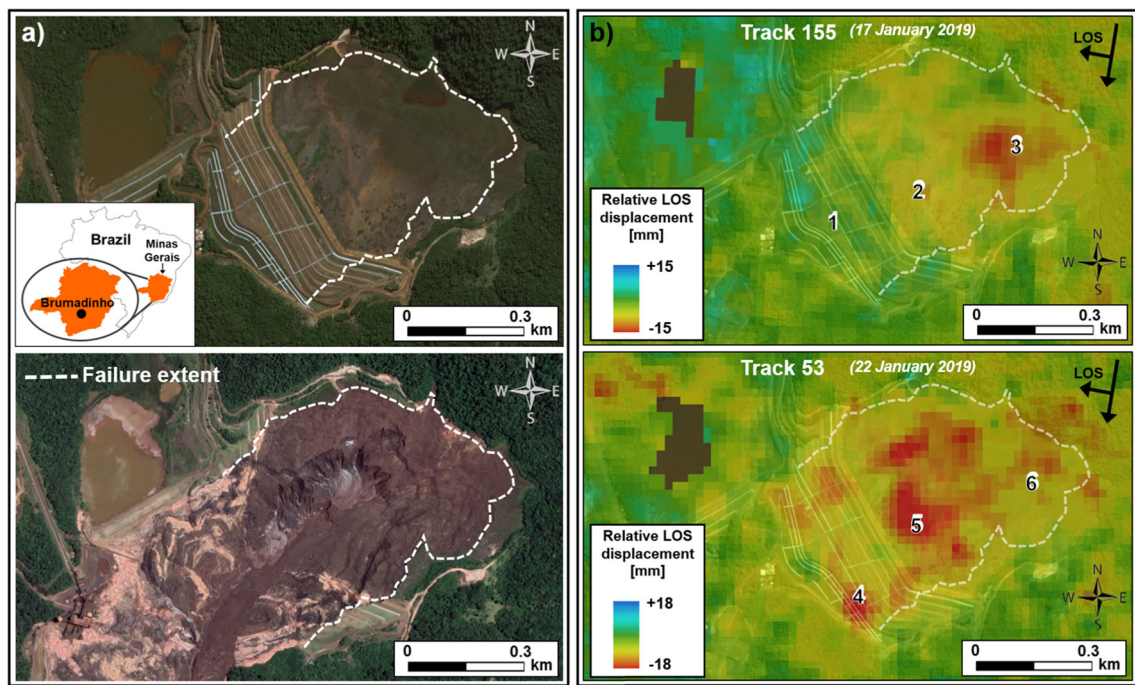 a)
N
W E
S
Brazil
Minas
Gerais
Brumadinho
0 0.3
km
Failure extent
N
W E
S
0 0.3
km
b)
Track 155 (17 January 2019)
LOS
3
2
1
Relative LOS
displacement
[mm]
+15
-15
N
W E
S
0 0.3
km
Track 53 (22 January 2019)
LOS
6
5
4
Relative LOS
displacement
[mm]
+18
-18
N
W E
S
0 0.3
km